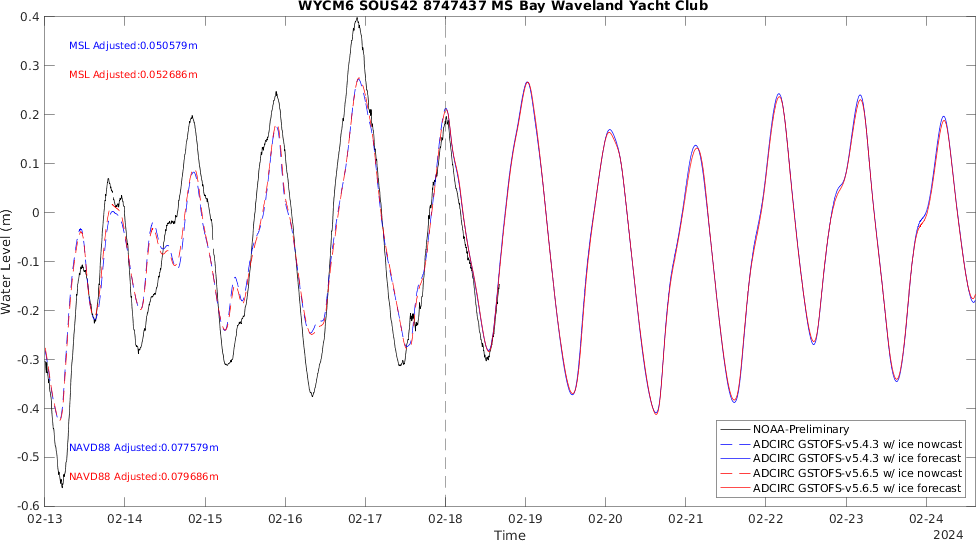 WYCM6 SOUS42 8747437 MS Bay Waveland Yacht Club
MSL Adjusted:0.050579m
MSL Adjusted:0.052686m
NAVD88 Adjusted:0.077579m
NAVD88 Adjusted:0.079686m
Water Level (m)
0.4
0.3
0.2
0.1
0
-0.1
-0.2
-0.3
-0.4
-0.5
-0.6
NOAA-Preliminary
ADCIRC GSTOFS-v5.4.3 w/ ice nowcast
ADCIRC GSTOFS-v5.4.3 w/ ice forecast
ADCIRC GSTOFS-v5.6.5 w/ ice nowcast
ADCIRC GSTOFS-v5.6.5 w/ ice forecast
02-13 02-14 02-15 02-16 02-17 02-18 02-19 02-20 02-21 02-22 02-23 02-24
Time
2024